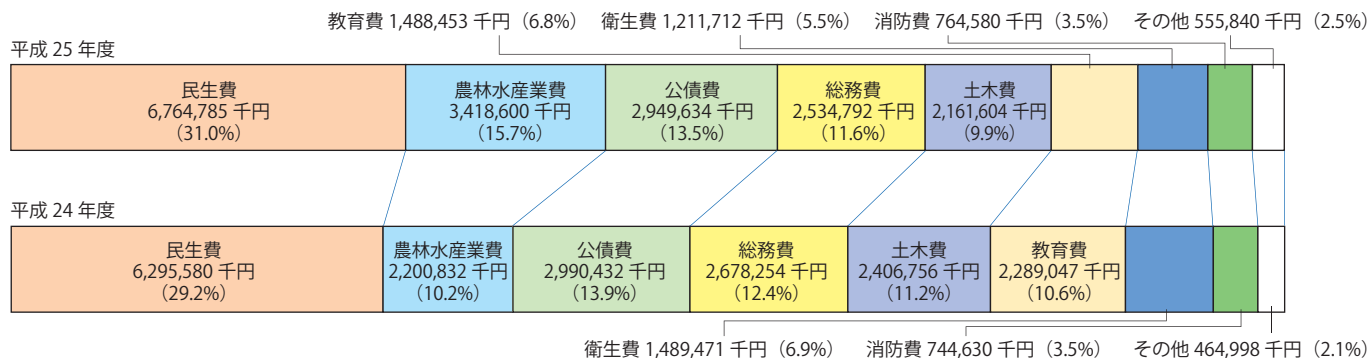 教育費 1,488,453 千円（6.8%） 衛生費 1,211,712 千円（5.5%） 消防費 764,580 千円（3.5%） その他 555,840 千円（2.5%）
平成 25 年度
民生費
6,764,785 千円
（31.0%）
農林水産業費
3,418,600 千円
（15.7%）
公債費
2,949,634 千円
（13.5%）
総務費
2,534,792 千円
（11.6%）
土木費
2,161,604 千円
（9.9%）
平成 24 年度
民生費
6,295,580 千円
（29.2%）
農林水産業費
2,200,832 千円
（10.2%）
公債費
2,990,432 千円
（13.9%）
総務費
2,678,254 千円
（12.4%）
土木費
2,406,756 千円
（11.2%）
教育費
2,289,047 千円
（10.6%）
衛生費 1,489,471 千円（6.9%） 消防費 744,630 千円（3.5%） その他 464,998 千円（2.1%）